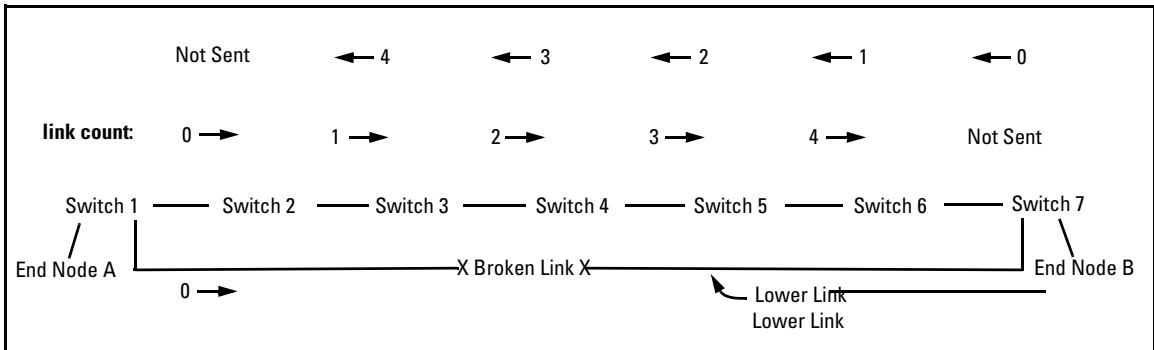 Not Sent 4 3 2 1 0
link count: 0 1 2 3 4 Not Sent
Switch 1 Switch 2 Switch 3 Switch 4 Switch 5 Switch 6 Switch 7
End Node A X Broken Link X End Node B
0 Lower Link
Lower Link